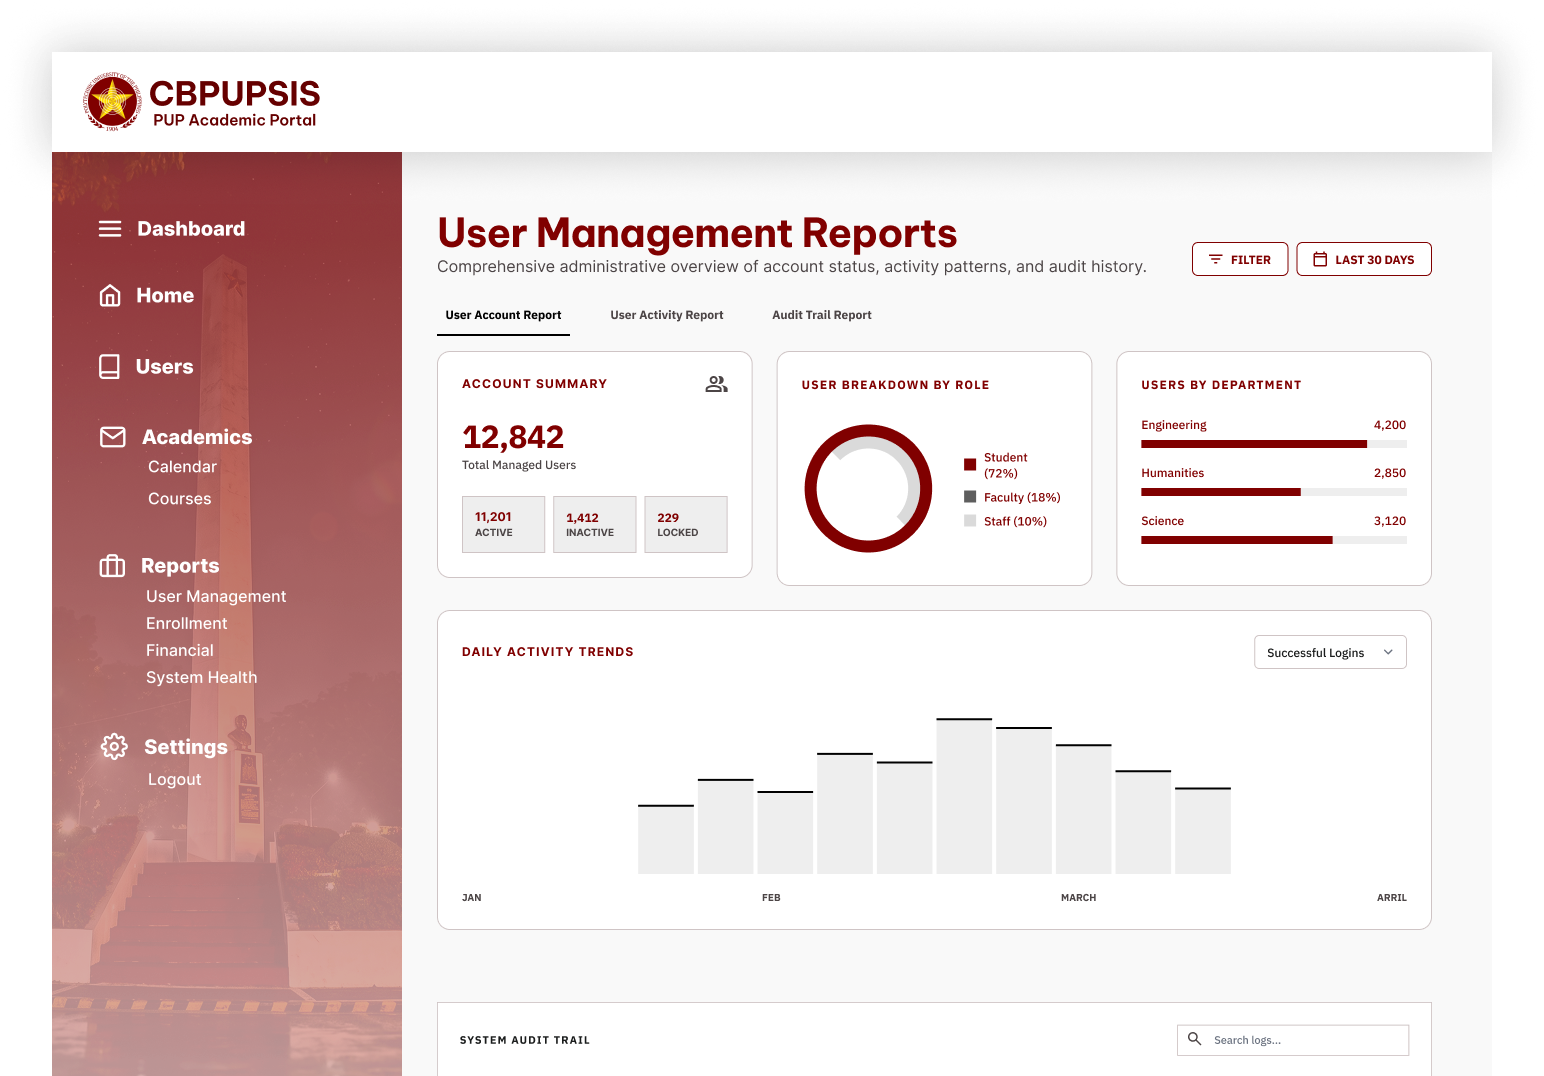 CBPUPSIS
PUP Academic Portal
1904
Dashboard
Home
Users
Academics
Calendar
Courses
Reports
User Management
Enrollment
Financial
System Health
Settings
Logout
User Management Reports
Comprehensive administrative overview of account status, activity patterns, and audit history.
FILTER
LAST 30 DAYS
User Account Report
User Activity Report
Audit Trail Report
ACCOUNT SUMMARY
12,842
Total Managed Users
11,201
ACTIVE
1,412
INACTIVE
229
LOCKED
USER BREAKDOWN BY ROLE
Student
(72%)
Faculty (18%)
Staff (10%)
USERS BY DEPARTMENT
Engineering 4,200
Humanities 2,850
Science 3,120
DAILY ACTIVITY TRENDS
Successful Logins
JAN FEB MARCH ARRIL
SYSTEM AUDIT TRAIL
Search logs...